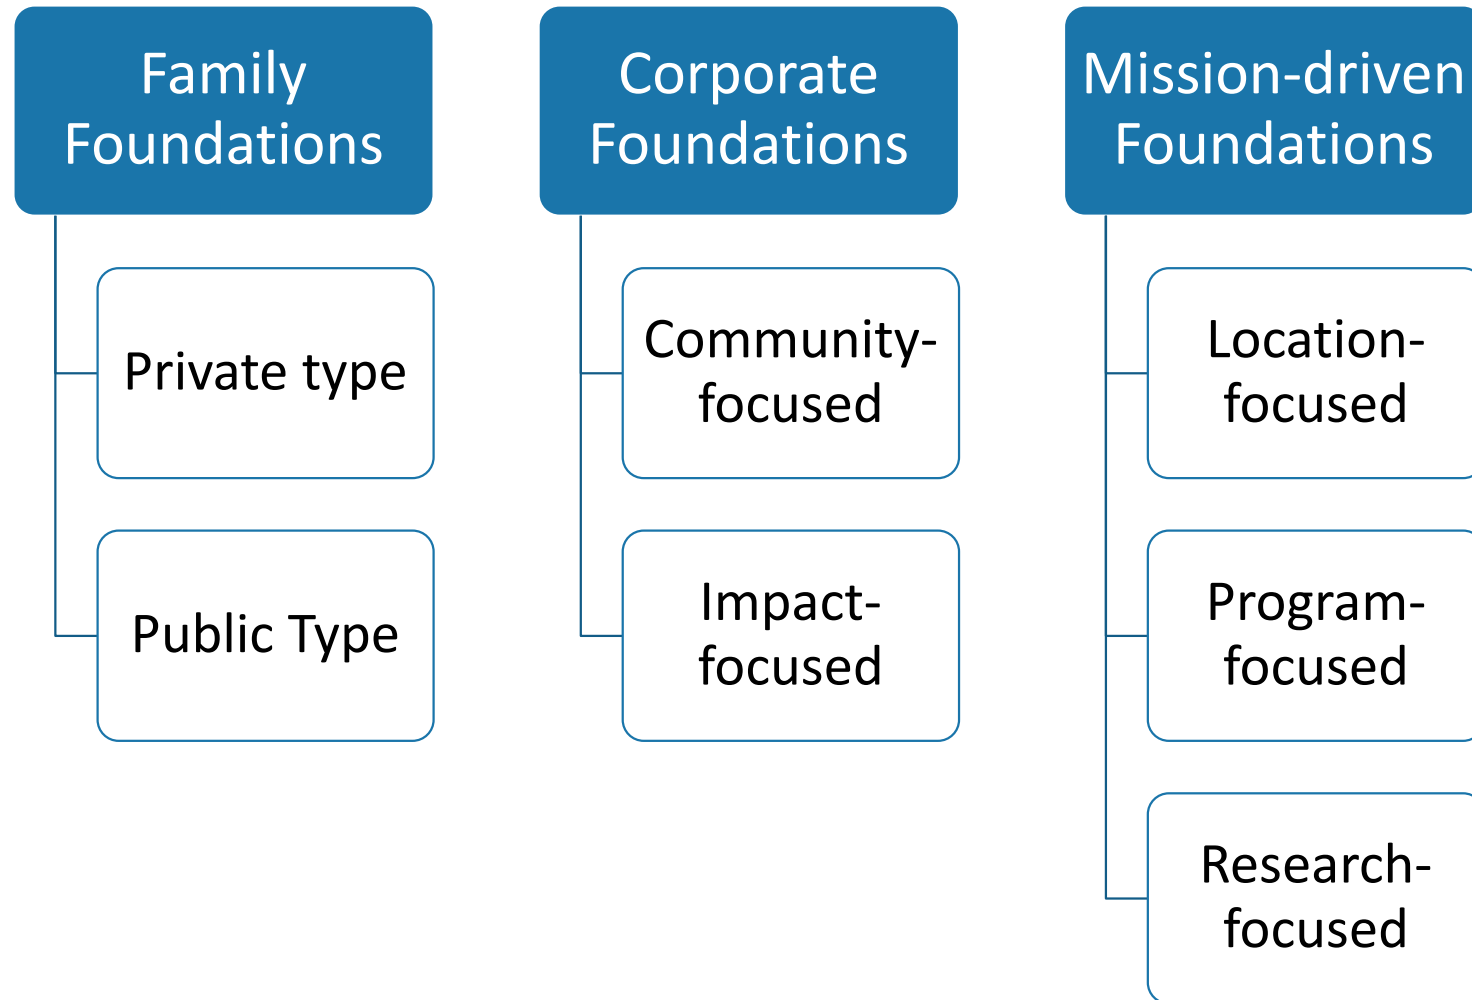 Family
Foundations
Private type
Public Type
Corporate
Foundations
Community-
focused
Impact-
focused
Mission-driven
Foundations
Location-
focused
Program-
focused
Research-
focused